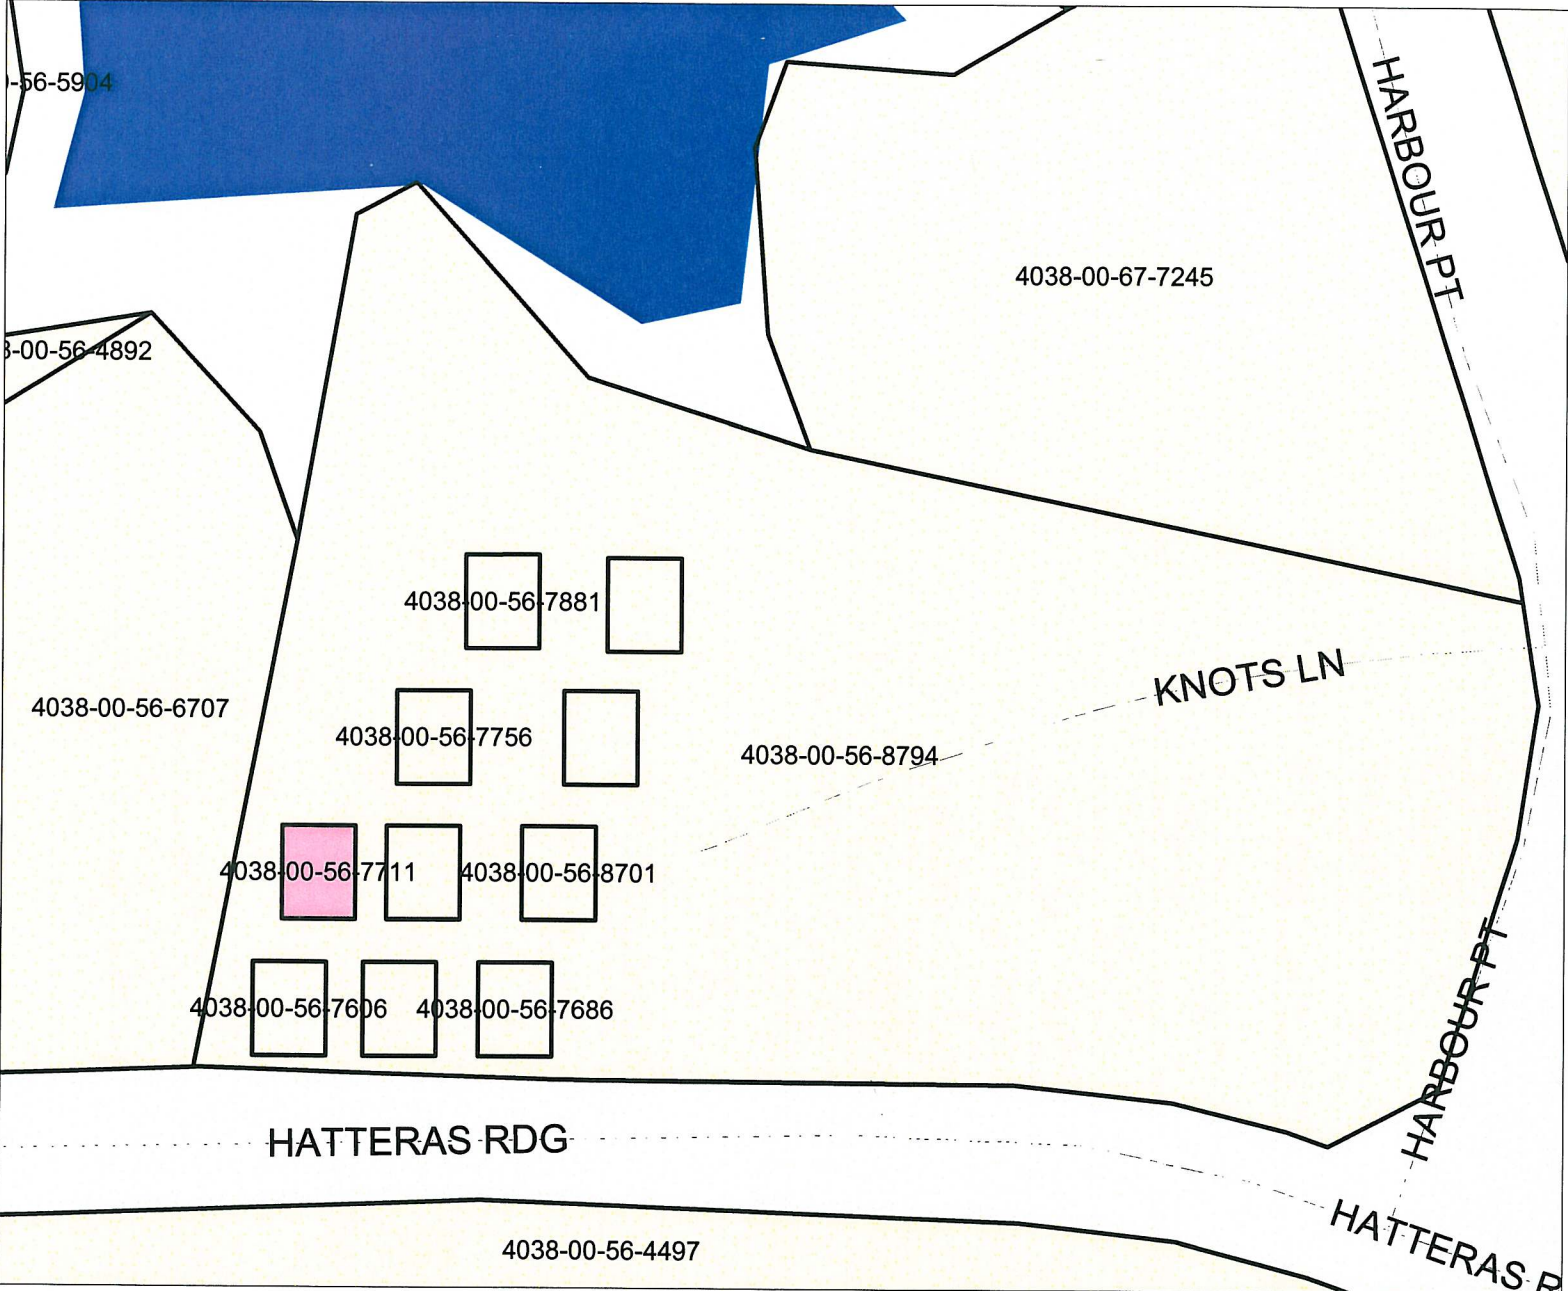 -56-5904
HARBOUR PT
4038-00-67-7245
-00-56-4892
4038-00-56-7881
KNOTS LN
4038-00-56-6707
4038-00-56-7756
4038-00-56-8794
4038-00-56-7711
4038-00-56-8701
HARBOUR PT
4038-00-56-7606
4038-00-56-7686
HATTERAS RDG
HATTERAS R
4038-00-56-4497